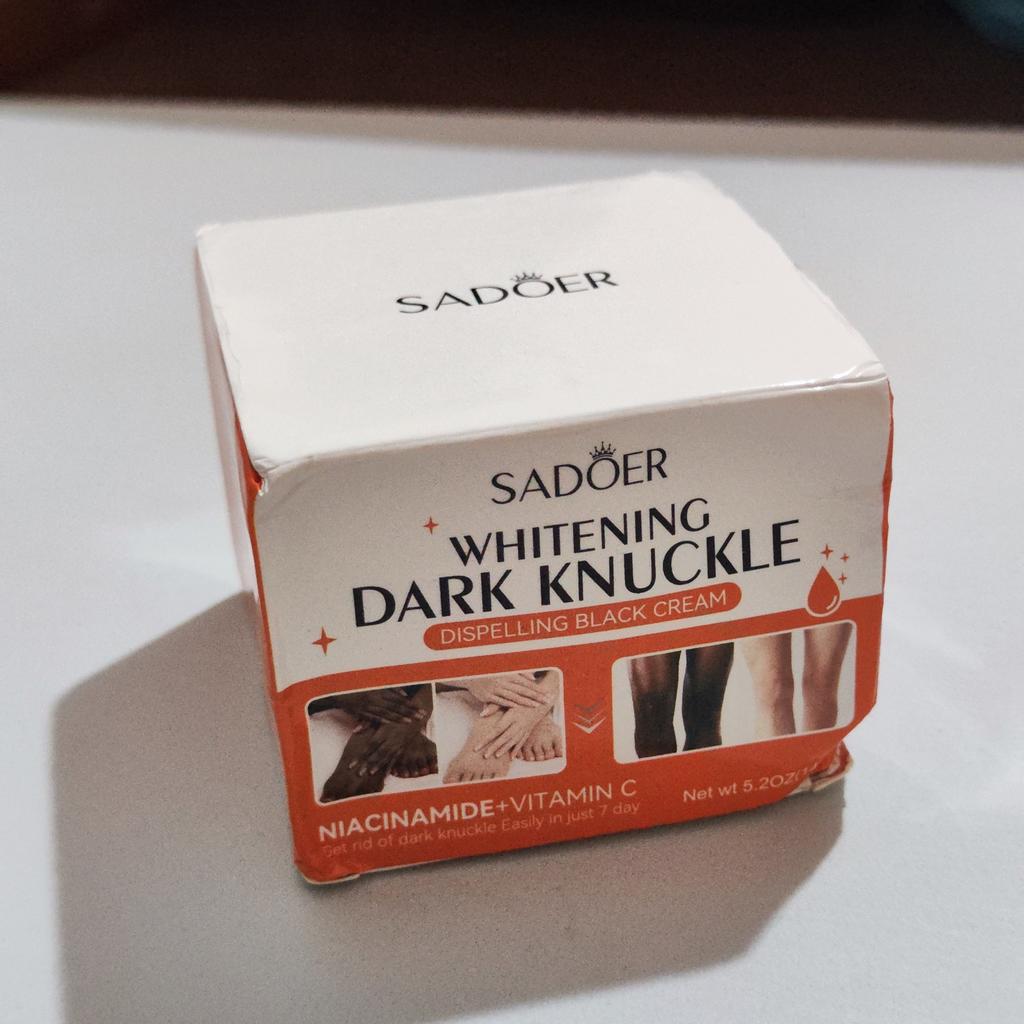 SADOER
SADOER
WHITENING
DARK KNUCKLE
DISPELLING BLACK CREAM
NIACINAMIDE+VITAMIN C
Get rid of dark knuckle Easily in just 7 day
Net wt 5.2OZ